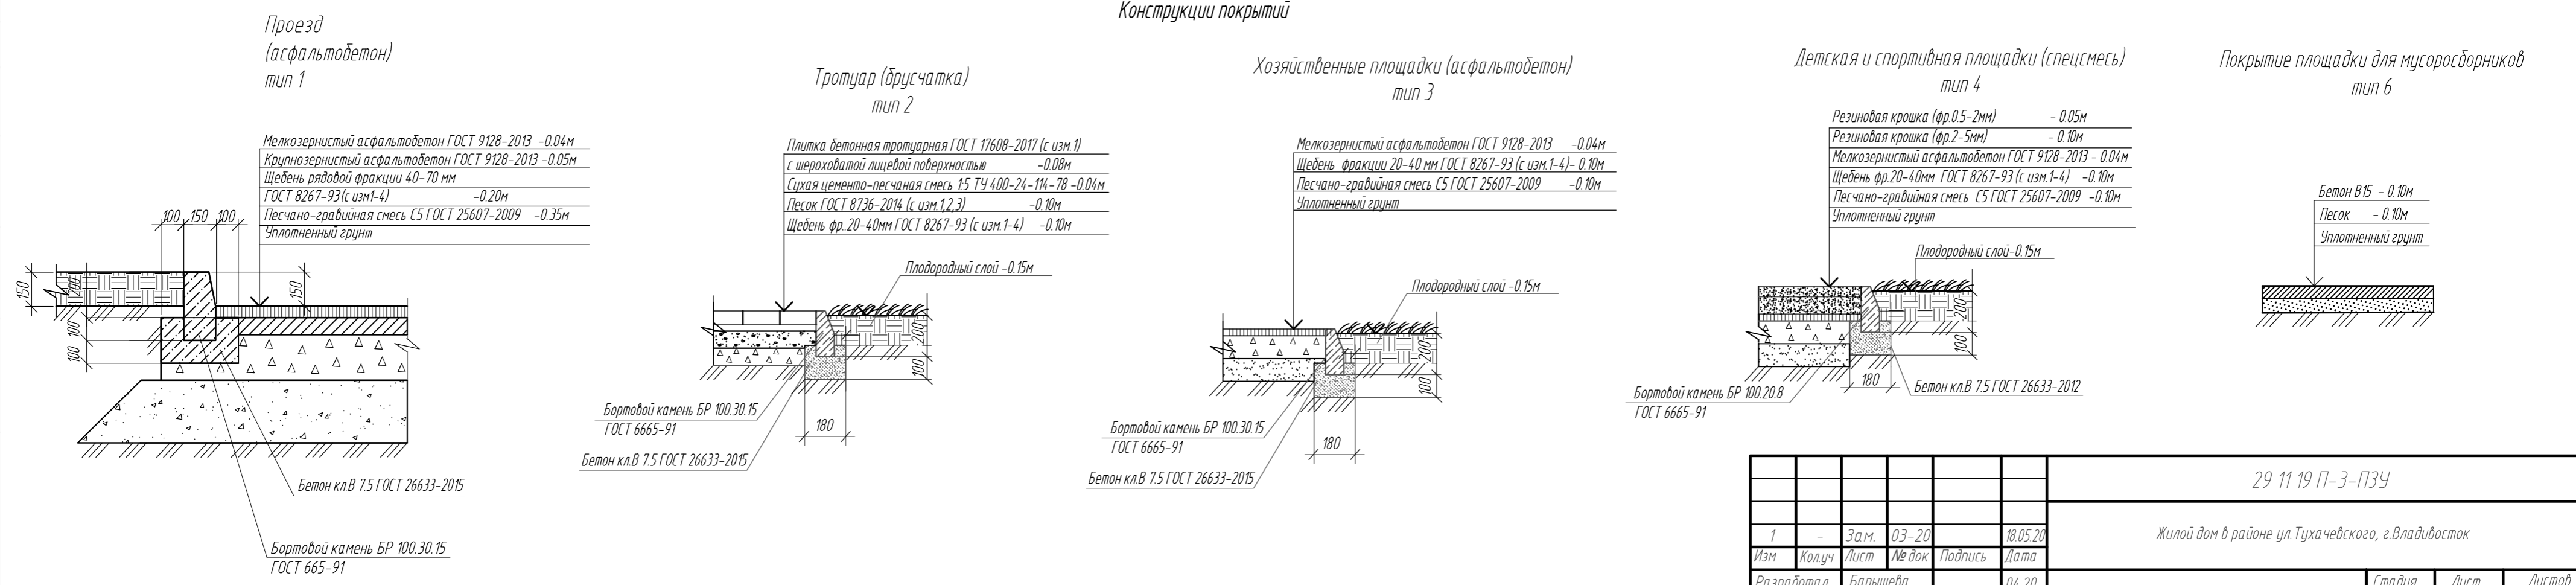 Конструкции покрытий
Проезд
(асфальтобетон)
тип 1
Мелкозернистый асфальтобетон ГОСТ 9128-2013 -0.04м
Крупнозернистый асфальтобетон ГОСТ 9128-2013 -0.05м
Щебень рядовой фракции 40-70 мм
ГОСТ 8267-93(с изм1-4) -0.20м
Песчано-гравийная смесь С5 ГОСТ 25607-2009 -0.35м
Уплотненный грунт
100 150 100
150
200
150
100
100
Бетон кл.В 7.5 ГОСТ 26633-2015
Бортовой камень БР 100.30.15
ГОСТ 665-91
Тротуар (брусчатка)
тип 2
Плитка бетонная тротуарная ГОСТ 17608-2017 (с изм.1)
с шероховатой лицевой поверхностью -0.08м
Сухая цементо-песчаная смесь 1:5 ТУ 400-24-114-78 -0.04м
Песок ГОСТ 8736-2014 (с изм.1,2,3) -0.10м
Щебень фр..20-40мм ГОСТ 8267-93 (с изм.1-4) -0.10м
Плодородный слой -0.15м
200
100
180
Бортовой камень БР 100.30.15
ГОСТ 6665-91
Бетон кл.В 7.5 ГОСТ 26633-2015
Хозяйственные площадки (асфальтобетон)
тип 3
Мелкозернистый асфальтобетон ГОСТ 9128-2013 -0.04м
Щебень фракции 20-40 мм ГОСТ 8267-93 (с изм.1-4)- 0.10м
Песчано-гравийная смесь С5 ГОСТ 25607-2009 -0.10м
Уплотненный грунт
Плодородный слой -0.15м
200
100
180
Бортовой камень БР 100.30.15
ГОСТ 6665-91
Бетон кл.В 7.5 ГОСТ 26633-2015
Детская и спортивная площадки (спецсмесь)
тип 4
Резиновая крошка (фр.0.5-2мм) - 0.05м
Резиновая крошка (фр.2-5мм) - 0.10м
Мелкозернистый асфальтобетон ГОСТ 9128-2013 - 0.04м
Щебень фр.20-40мм ГОСТ 8267-93 (с изм.1-4) -0.10м
Песчано-гравийная смесь С5 ГОСТ 25607-2009 -0.10м
Уплотненный грунт
Плодородный слой-0.15м
200
100
180
Бортовой камень БР 100.20.8
ГОСТ 6665-91
Бетон кл.В 7.5 ГОСТ 26633-2012
Покрытие площадки для мусоросборников
тип 6
Бетон В15 - 0.10м
Песок - 0.10м
Уплотненный грунт
29 11 19 П-3-ПЗУ
1 - Зам. 03-20 18.05.20
Изм Кол.уч Лист № док Подпись Дата
Жилой дом в районе ул.Тухачевского, г.Владивосток
Разработал Барышева 04.20
Стадия Лист Листов